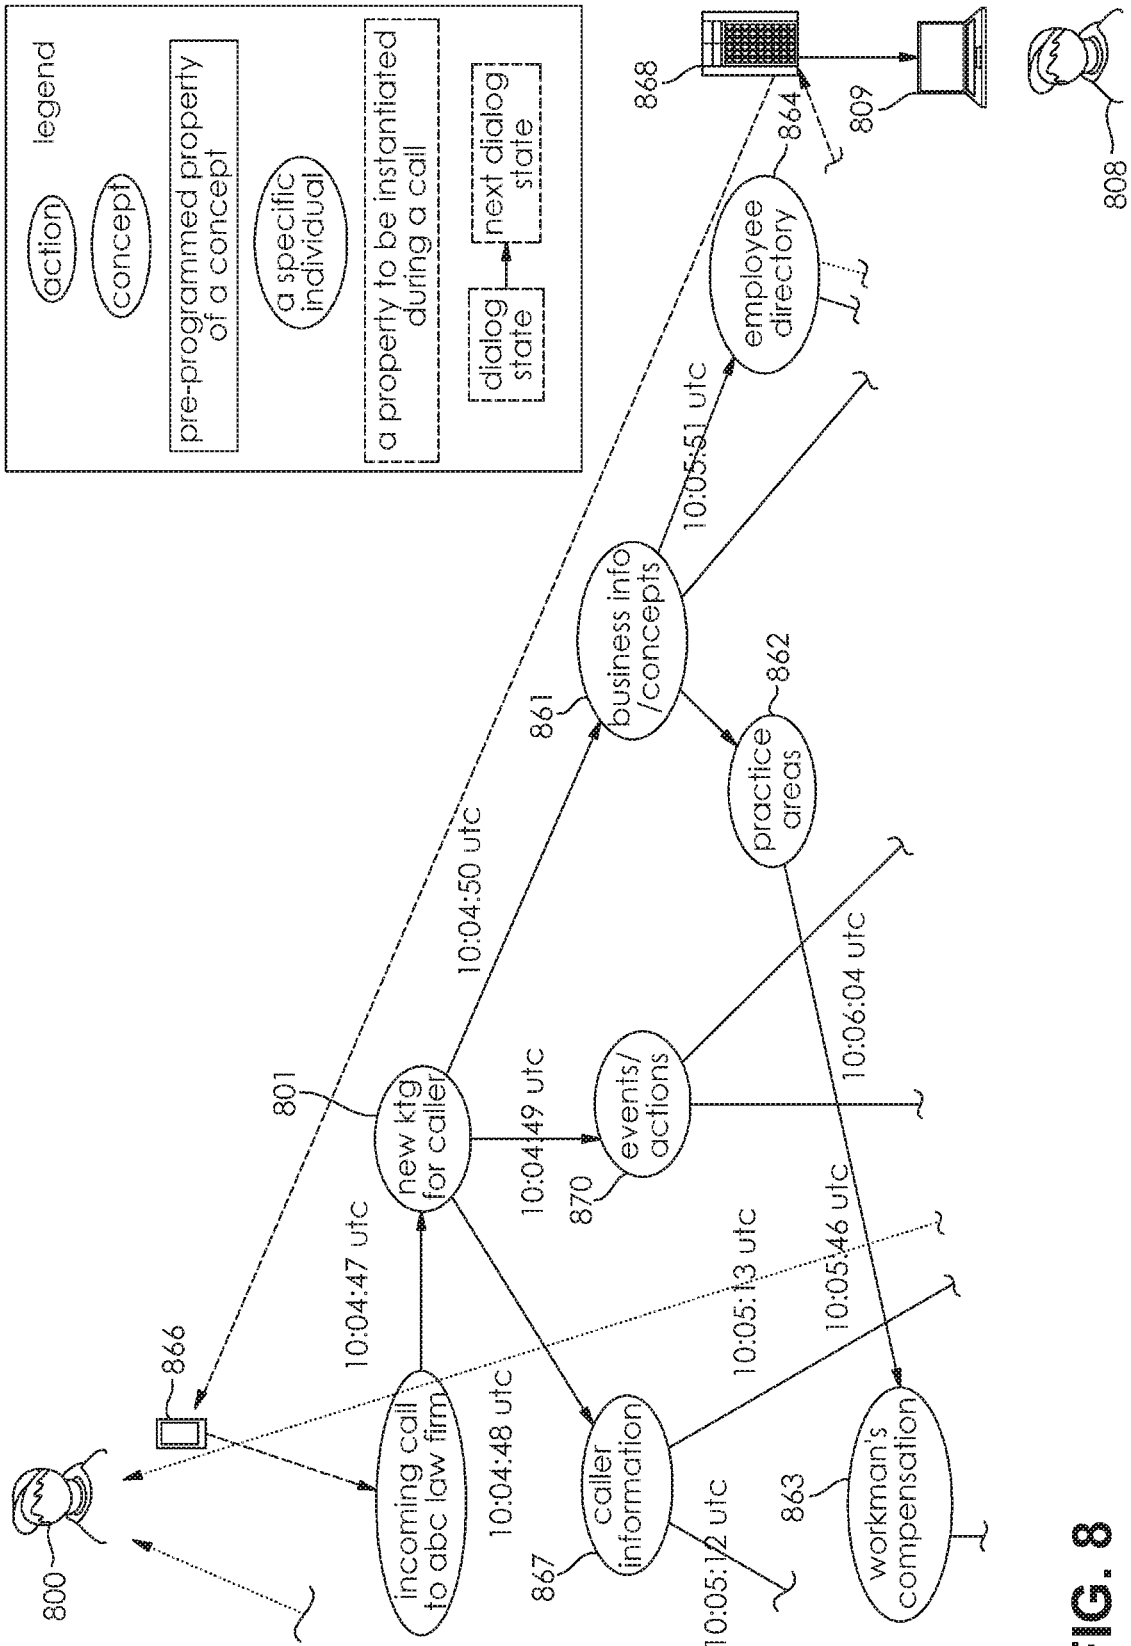 800
866
incoming call
to abc law firm
10:04:47 utc
801
new ktg
for caller
10:04:48 utc
10:04:49 utc
10:04:50 utc
867
caller
information
10:05:12 utc
10:05:13 utc
870
events/
actions
861
business info
/concepts
10:05:51 utc
862
practice
areas
10:05:46 utc
10:06:04 utc
863
workman's
compensation
employee
directory
864
868
809
808
legend
action
concept
pre-programmed property
of a concept
a specific
individual
a property to be instantiated
during a call
dialog
state
next dialog
state
FIG. 8